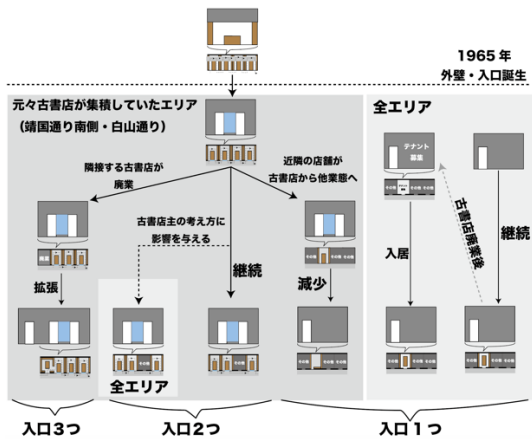 1965年
外壁・入口誕生
元々古書店が集積していたエリア
（靖国通り南側・白山通り）
隣接する古書店が
廃業
近隣の店舗が
古書店から他業態へ
古書店主の考え方に
影響を与える
拡張
継続
減少
全エリア
全エリア
テナント
募集
入居
古書店廃業後
継続
入口3つ
入口2つ
入口1つ